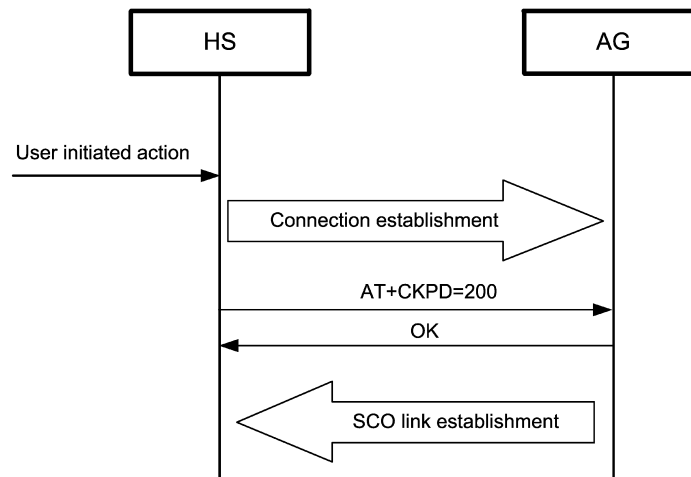 HS
AG
User initiated action
Connection establishment
AT+CKPD=200
OK
SCO link establishment